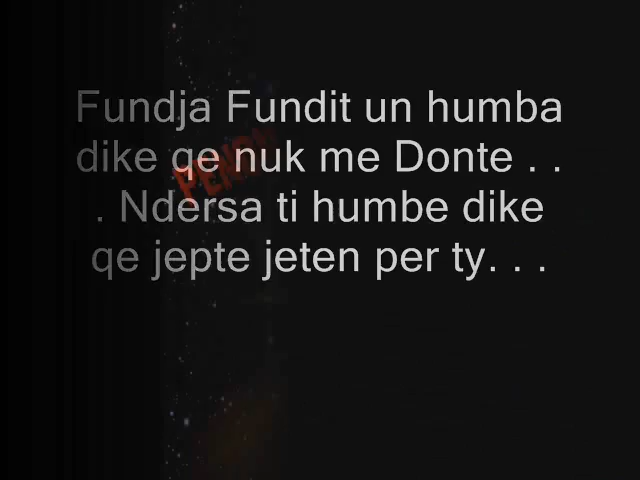 Fundja Fundit un humba
dike qe nuk me Donte . .
. Ndersa ti humbe dike
qe jepte jeten per ty. . .